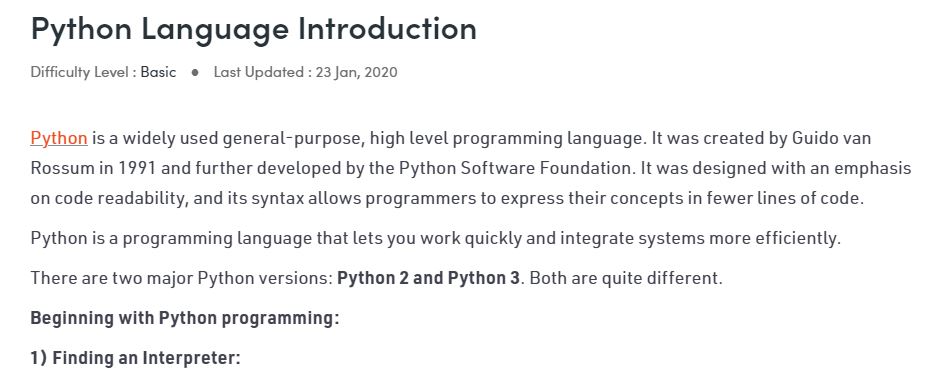 Python Language Introduction
Difficulty Level : Basic ● Last Updated : 23 Jan, 2020
Python is a widely used general-purpose, high level programming language. It was created by Guido van
Rossum in 1991 and further developed by the Python Software Foundation. It was designed with an emphasis
on code readability, and its syntax allows programmers to express their concepts in fewer lines of code.
Python is a programming language that lets you work quickly and integrate systems more efficiently.
There are two major Python versions: Python 2 and Python 3. Both are quite different.
Beginning with Python programming:
1) Finding an Interpreter: